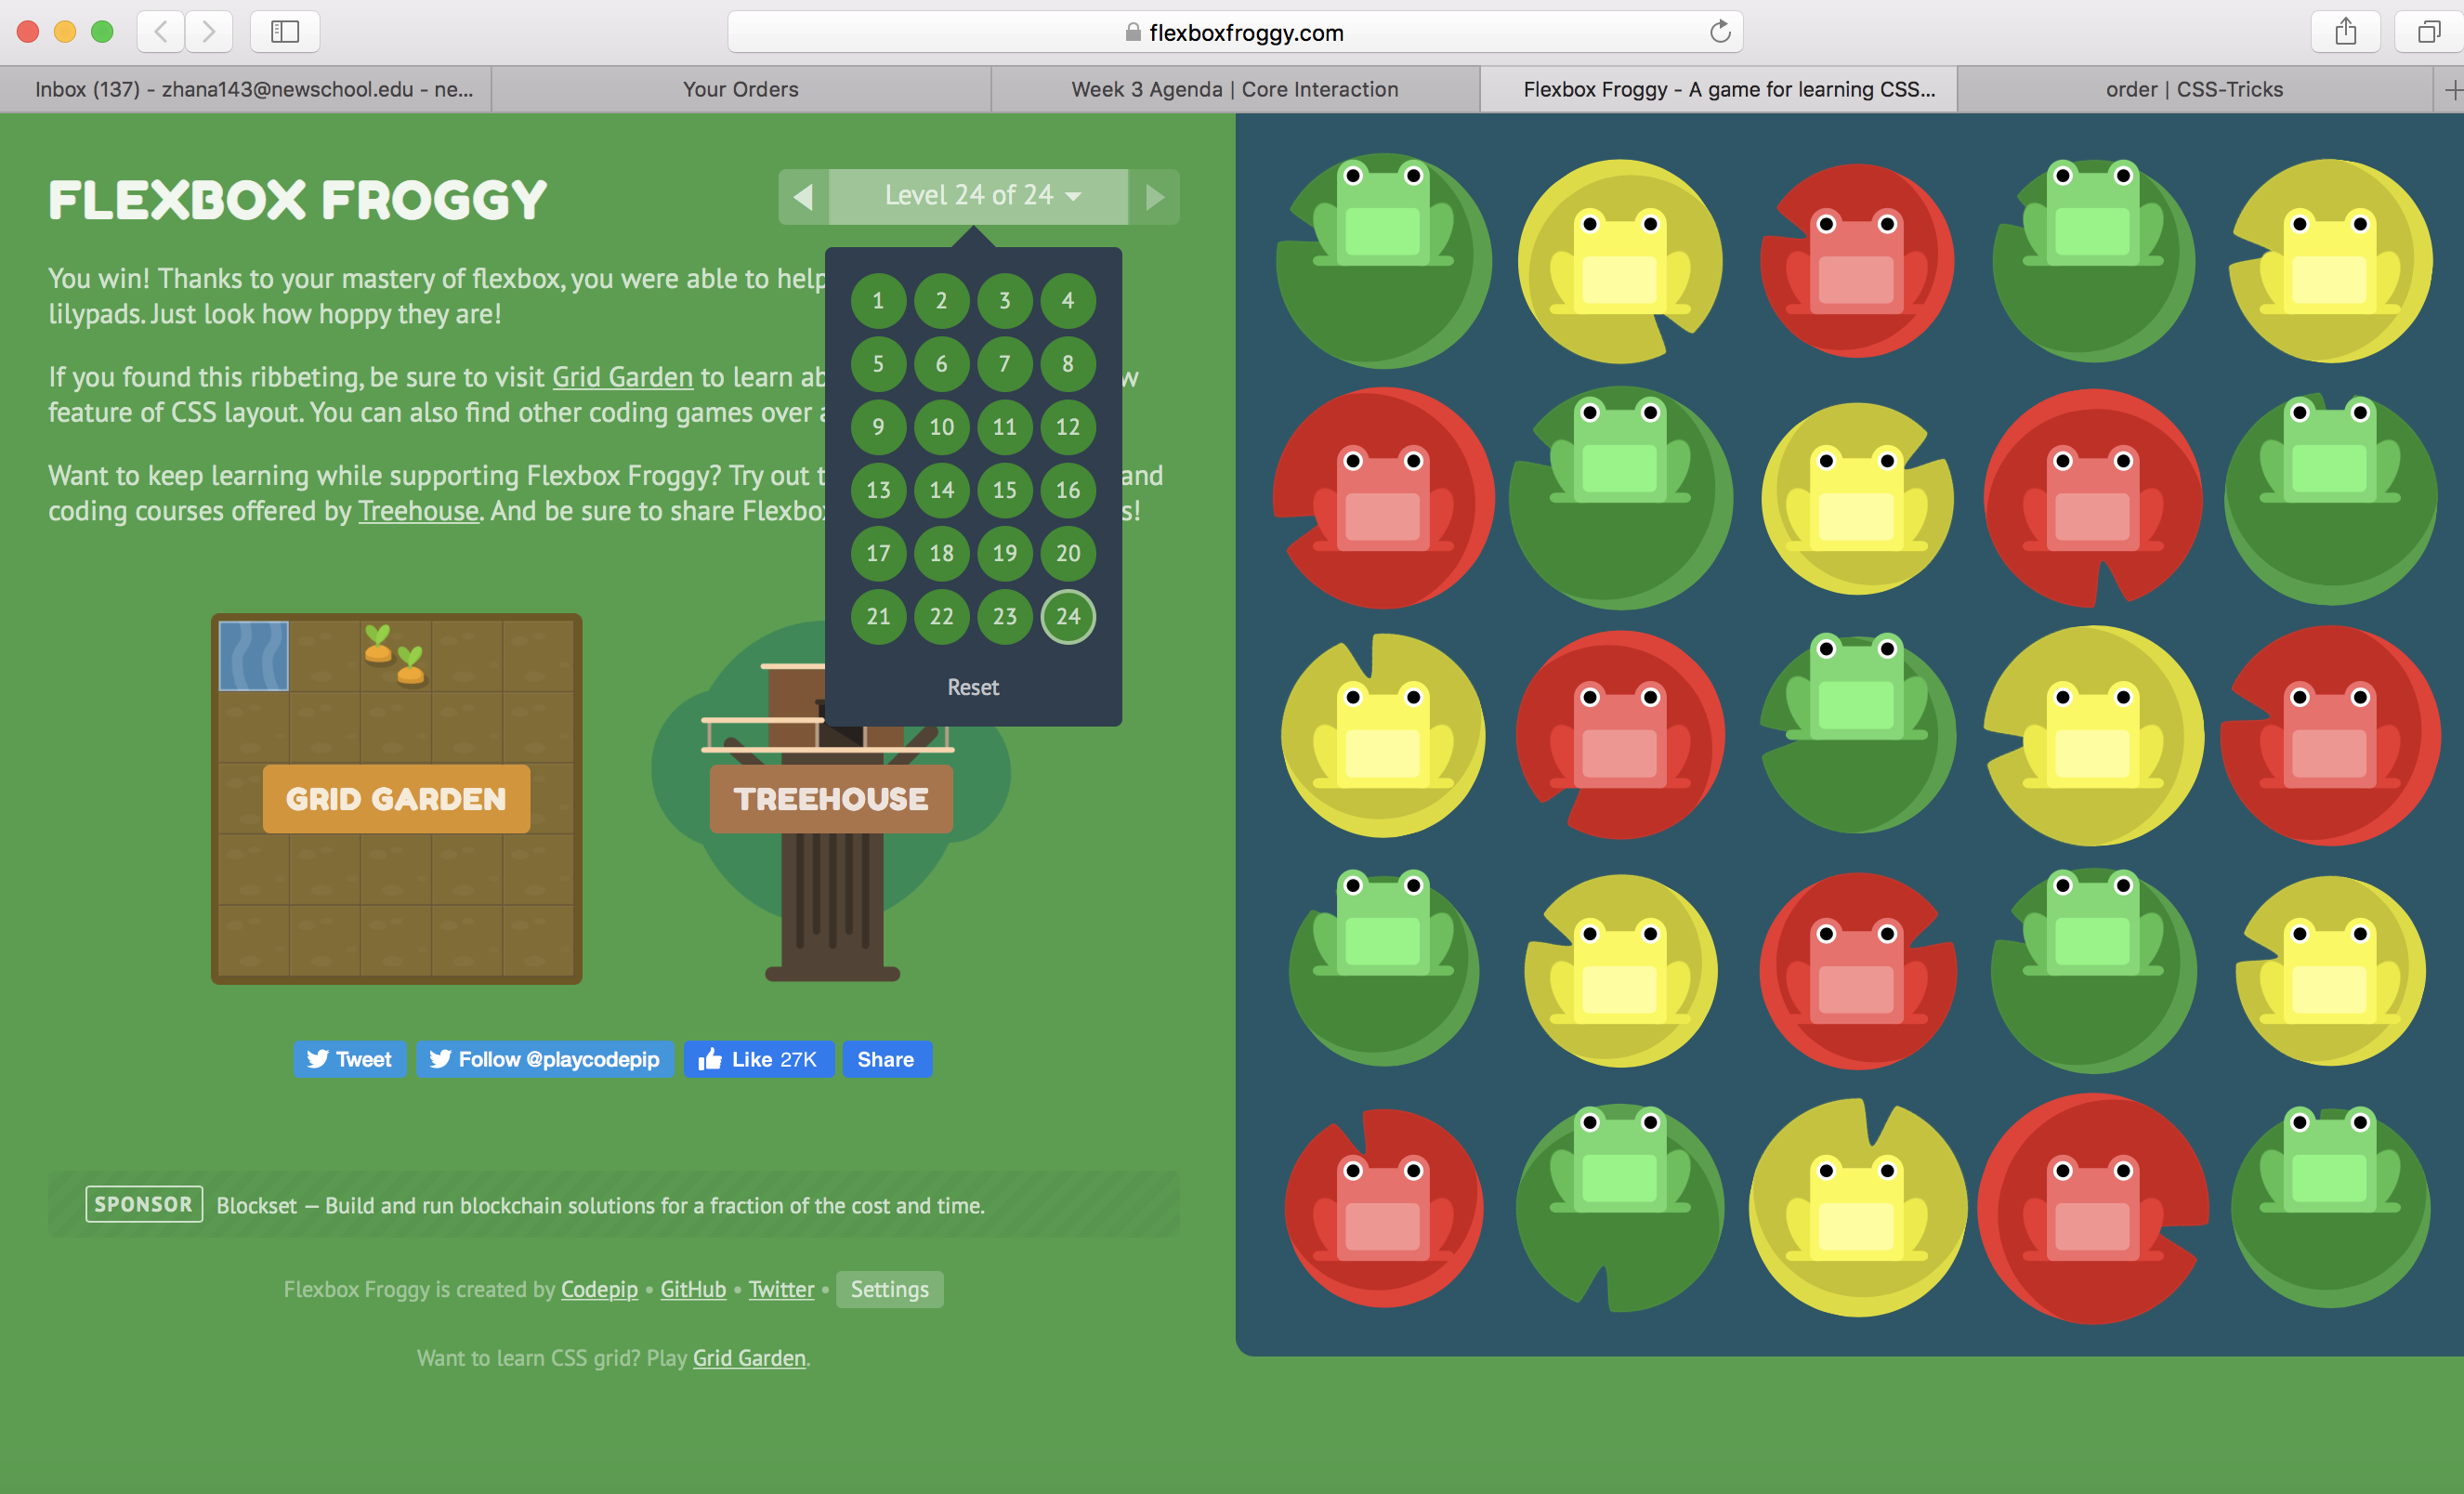 flexboxfroggy.com
Inbox (137) - zhana143@newschool.edu - ne...
Your Orders
Week 3 Agenda | Core Interaction
Flexbox Froggy - A game for learning CSS...
order | CSS-Tricks
FLEXBOX FROGGY
Level 24 of 24
You win! Thanks to your mastery of flexbox, you were able to help
lilypads. Just look how hoppy they are!
If you found this ribbeting, be sure to visit Grid Garden to learn ab w
feature of CSS layout. You can also find other coding games over a
Want to keep learning while supporting Flexbox Froggy? Try out t and
coding courses offered by Treehouse. And be sure to share Flexbox s!
1 2 3 4
5 6 7 8
9 10 11 12
13 14 15 16
17 18 19 20
21 22 23 24
Reset
GRID GARDEN
TREEHOUSE
Tweet
Follow @playcodepip
Like 27K
Share
SPONSOR Blockset — Build and run blockchain solutions for a fraction of the cost and time.
Flexbox Froggy is created by Codepip • GitHub • Twitter • Settings
Want to learn CSS grid? Play Grid Garden.